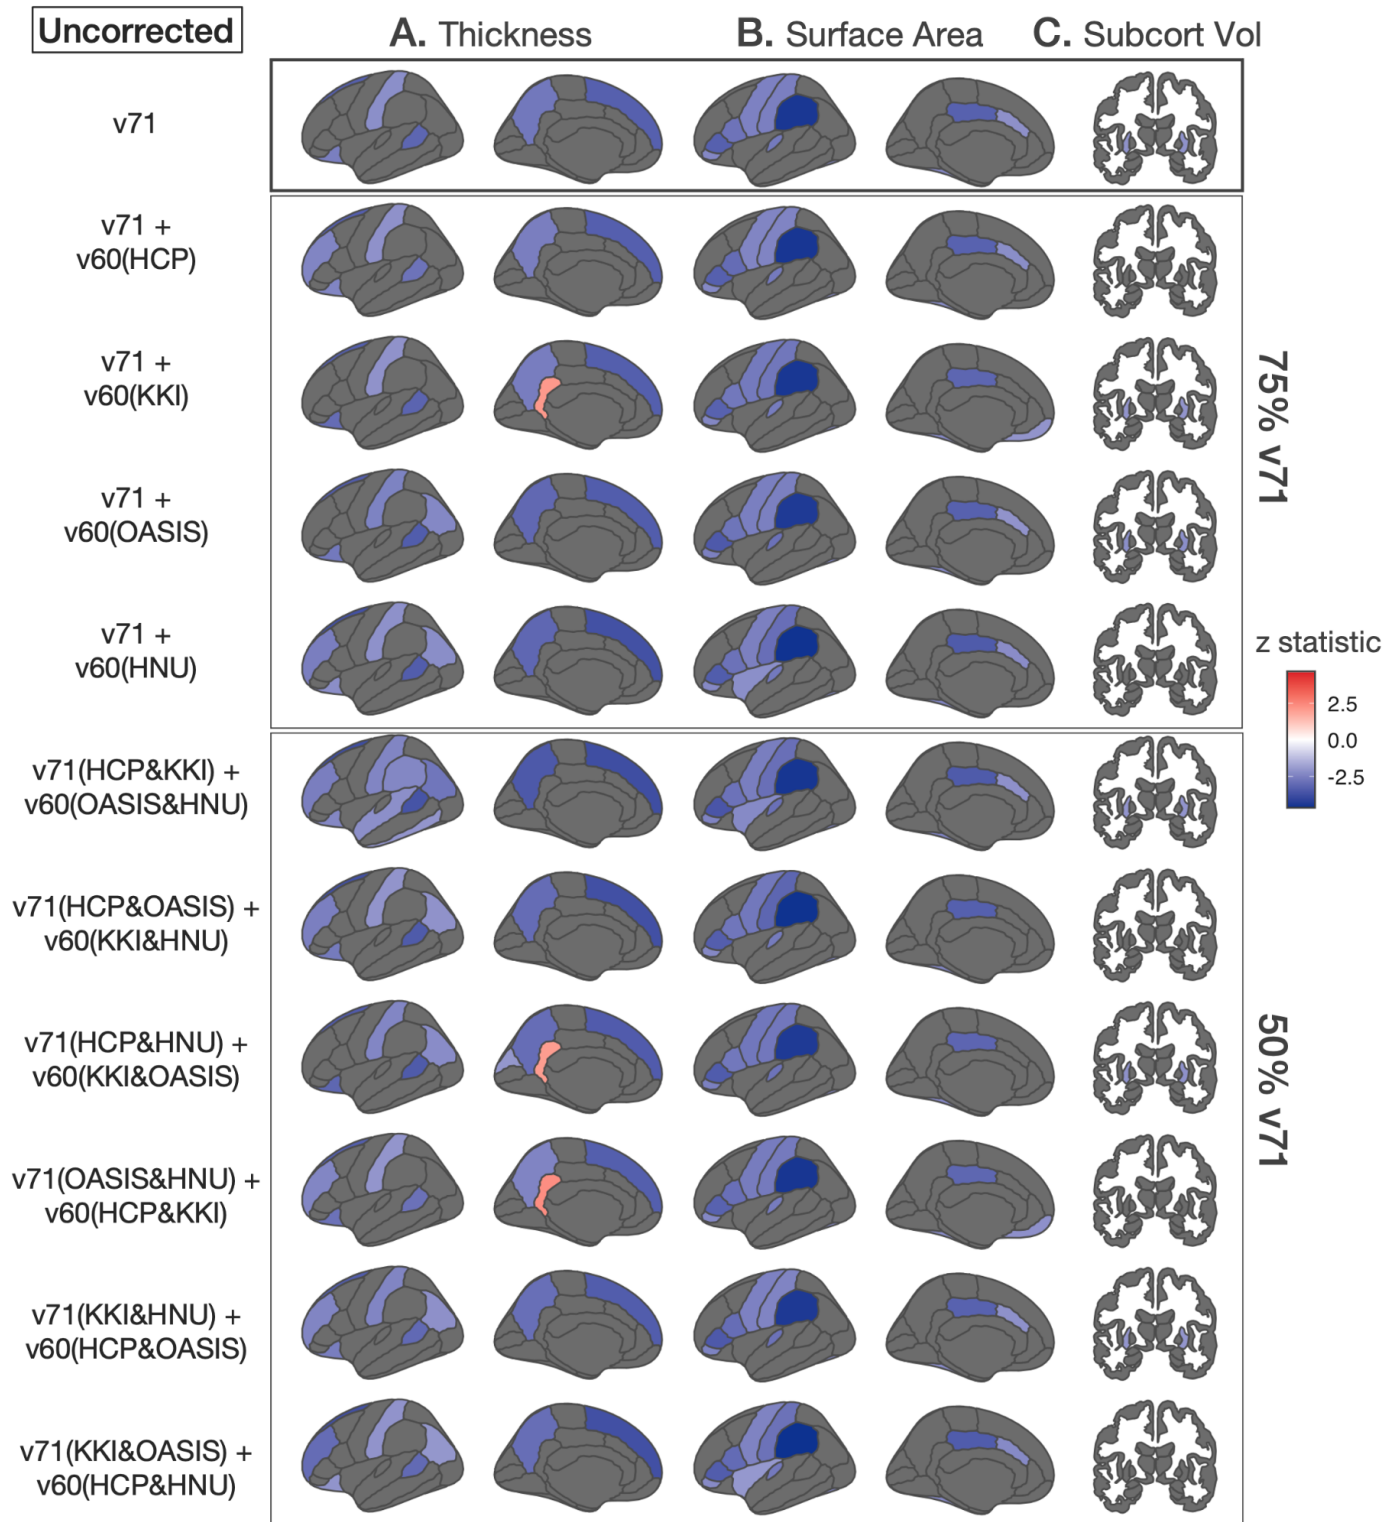 Uncorrected
A. Thickness
B. Surface Area
C. Subcort Vol
v71
v71 +
v60(HCP)
v71 +
v60(KKI)
v71 +
v60(OASIS)
v71 +
v60(HNU)
75% v71
z statistic
2.5
0.0
-2.5
v71(HCP&KKI) +
v60(OASIS&HNU)
v71(HCP&OASIS) +
v60(KKI&HNU)
v71(HCP&HNU) +
v60(KKI&OASIS)
v71(OASIS&HNU) +
v60(HCP&KKI)
v71(KKI&HNU) +
v60(HCP&OASIS)
v71(KKI&OASIS) +
v60(HCP&HNU)
50% v71